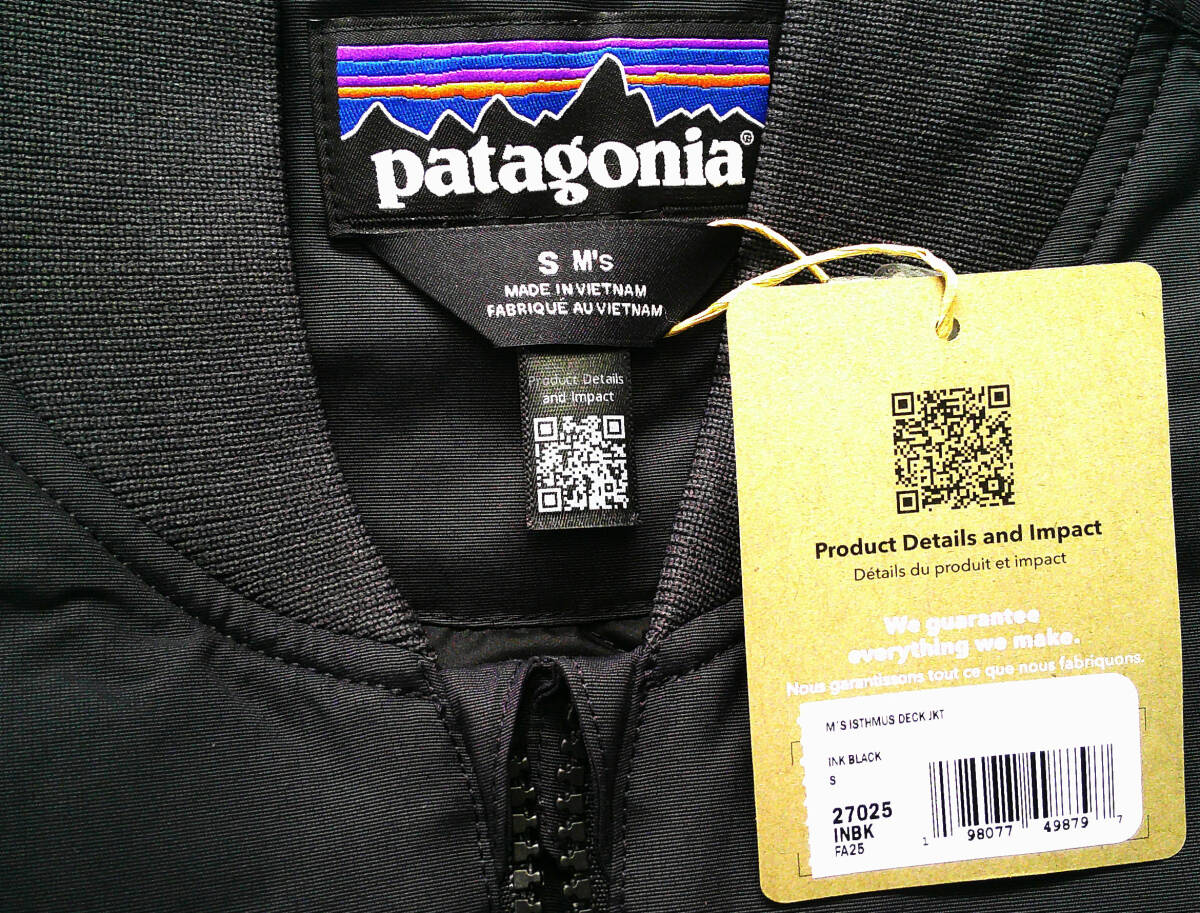 patagonia®
S M's
MADE IN VIETNAM
FABRIQUÉ AU VIETNAM
Product Details
and Impact
Product Details and Impact
Détails du produit et impact
We guarantee
everything we make.
Nous garantissons tout ce que nous fabriquons.
M'S ISTHMUS DECK JKT
INK BLACK
S
27025
INBK
FA25
1 98077 49879 7